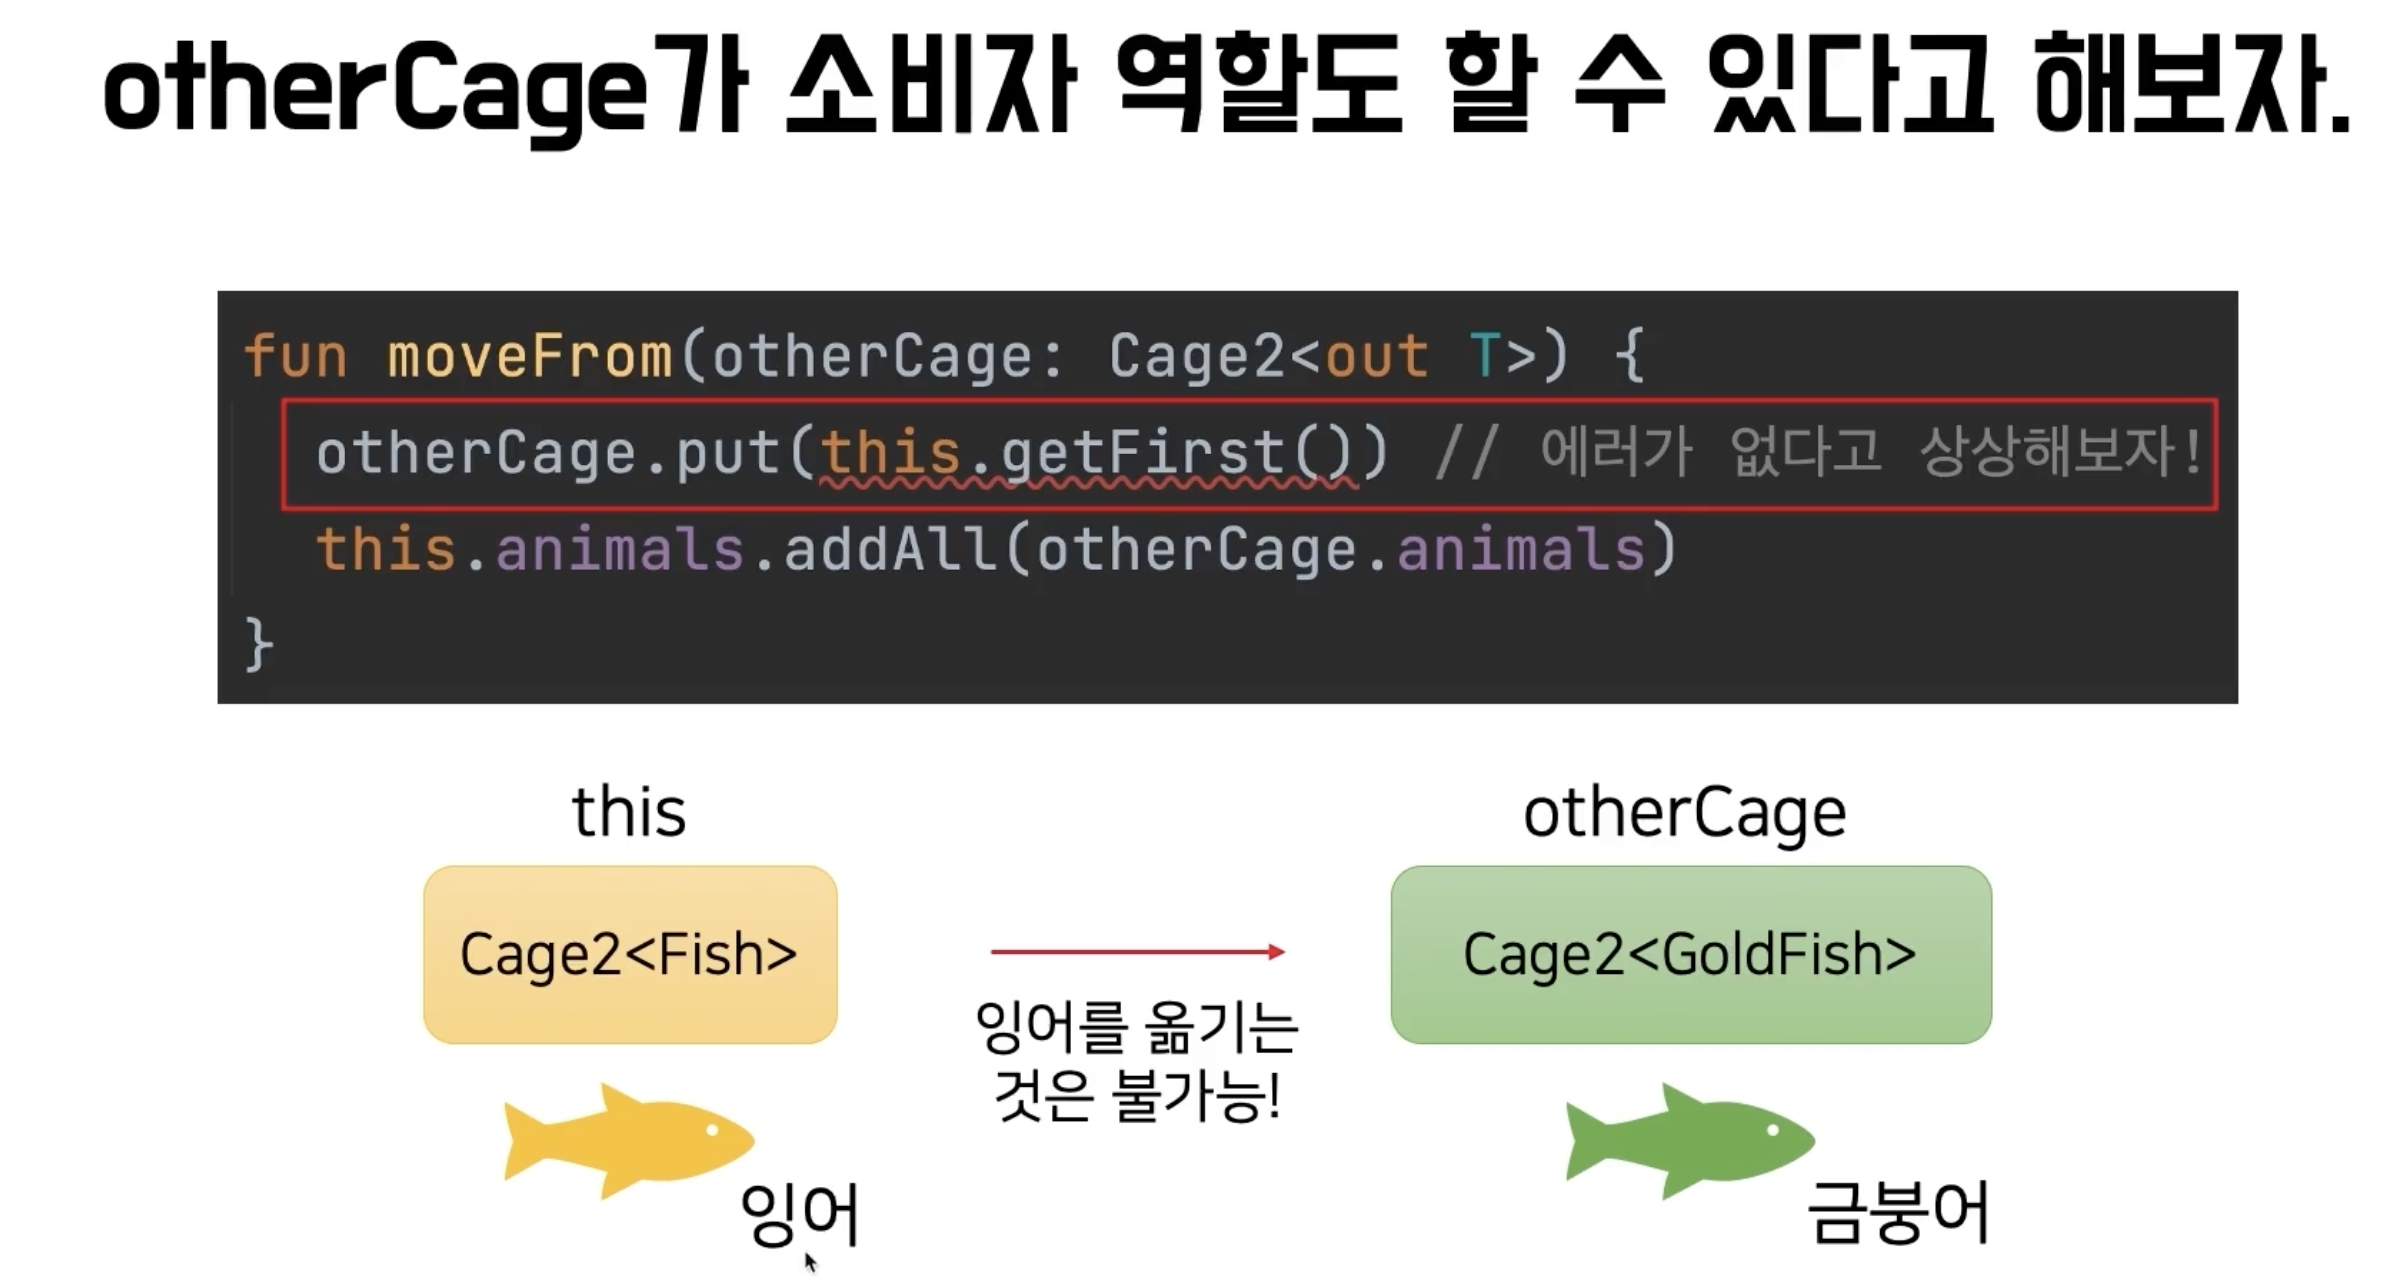 otherCage가 소비자 역할도 할 수 있다고 해보자.
fun moveFrom(otherCage: Cage2<out T>) {
otherCage.put(this.getFirst()) // 에러가 없다고 상상해보자!
this.animals.addAll(otherCage.animals)
}
this
otherCage
Cage2<Fish>
Cage2<GoldFish>
잉어를 옮기는
것은 불가능!
잉어
금붕어